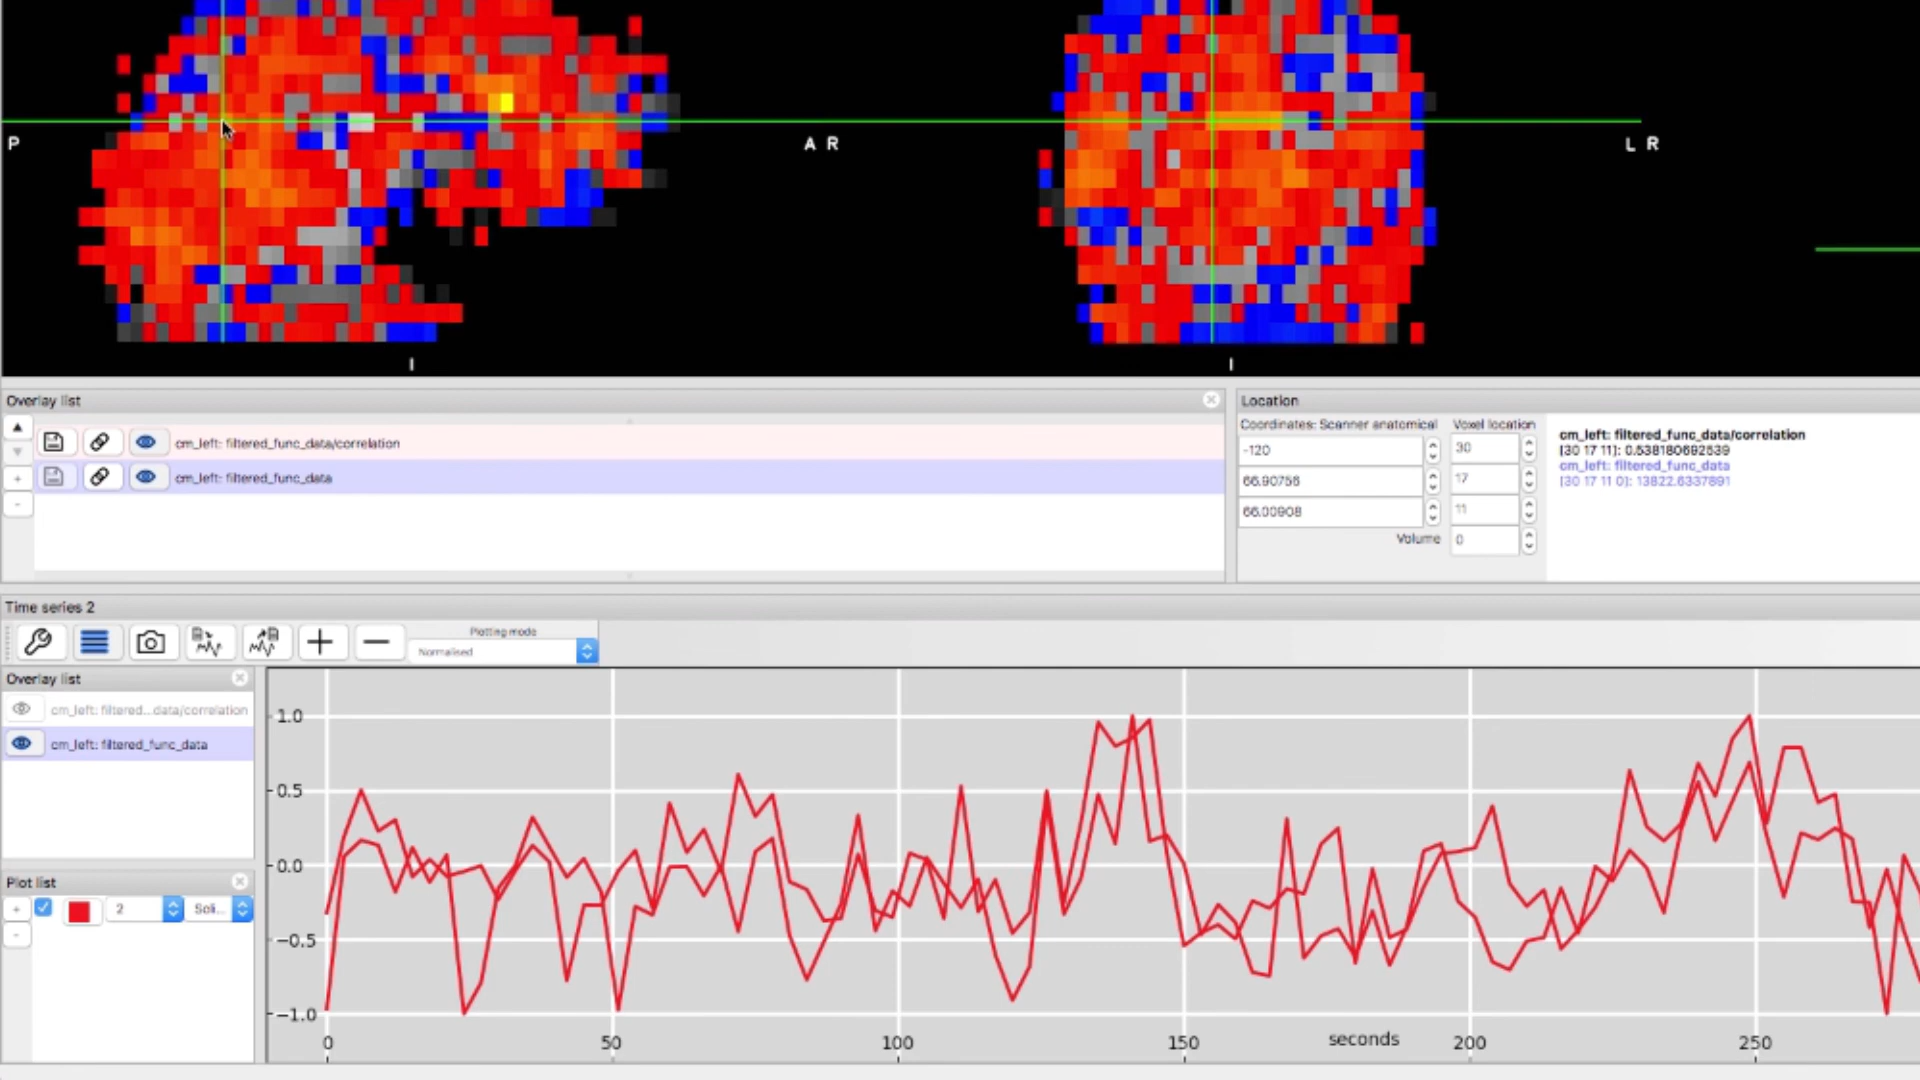 P
A R
L R
I
I
Overlay list
Location
cm_left: filtered_func_data/correlation
cm_left: filtered_func_data
Coordinates: Scanner anatomical
Voxel location
-120
30
66.90756
17
66.00908
11
Volume
0
cm_left: filtered_func_data/correlation
[30 17 11]: 0.538180692539
cm_left: filtered_func_data
[30 17 11 0]: 13822.6337891
Time series 2
Plotting mode
Normalised
Overlay list
cm_left: filtered...data/correlation
cm_left: filtered_func_data
Plot list
2
Soli...
1.0
0.5
0.0
−0.5
−1.0
0
50
100
150
seconds
200
250